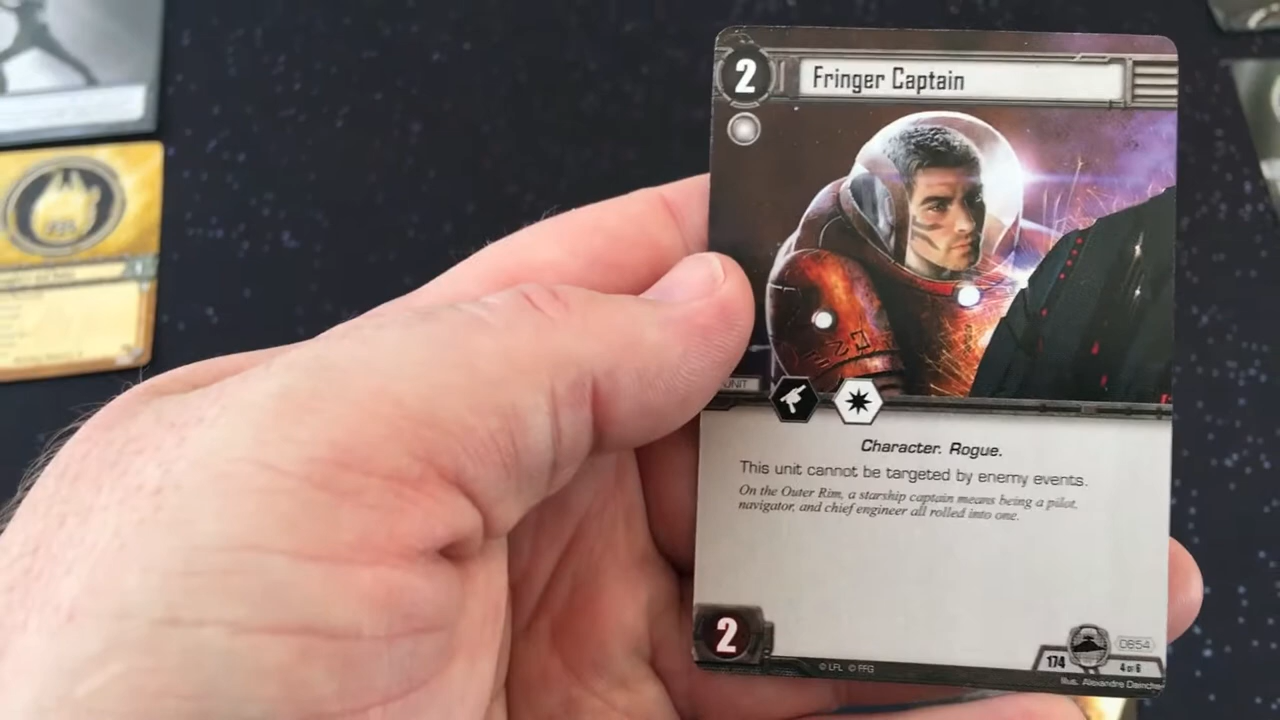 2
Fringer Captain
UNIT
Character. Rogue.
This unit cannot be targeted by enemy events.
On the Outer Rim, a starship captain means being a pilot,
navigator, and chief engineer all rolled into one.
2
© LFL © FFG
174
0654
4 of 6
Illus. Alexandre